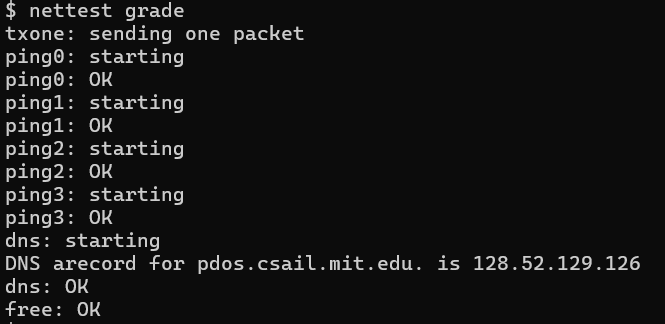 $ nettest grade
txone: sending one packet
ping0: starting
ping0: OK
ping1: starting
ping1: OK
ping2: starting
ping2: OK
ping3: starting
ping3: OK
dns: starting
DNS arecord for pdos.csail.mit.edu. is 128.52.129.126
dns: OK
free: OK